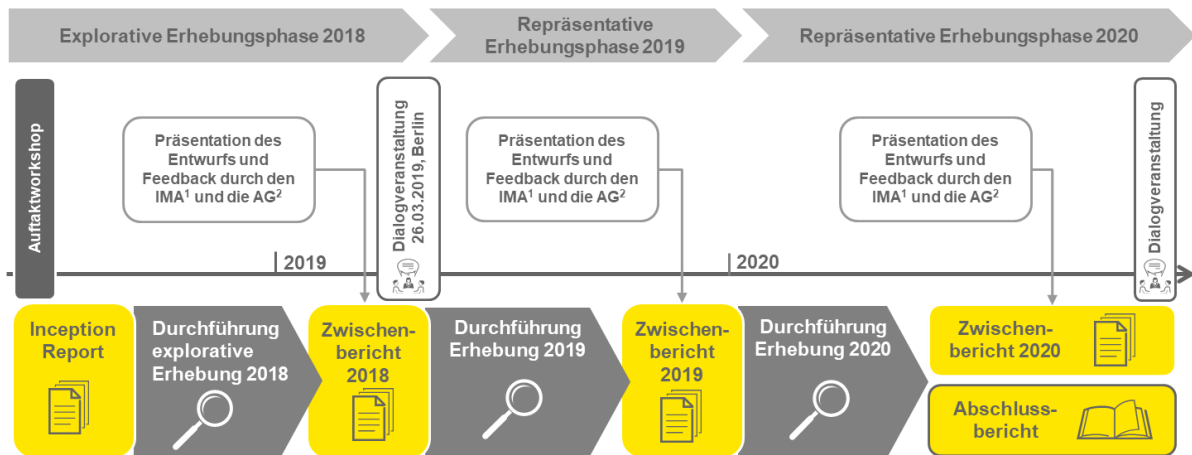 Explorative Erhebungsphase 2018
Repräsentative
Erhebungsphase 2019
Repräsentative Erhebungsphase 2020
Auftaktworkshop
Präsentation des
Entwurfs und
Feedback durch den
IMA¹ und die AG²
Dialogveranstaltung
26.03.2019, Berlin
Präsentation des
Entwurfs und
Feedback durch den
IMA¹ und die AG²
Präsentation des
Entwurfs und
Feedback durch den
IMA¹ und die AG²
Dialogveranstaltung
2019
2020
Inception
Report
Durchführung
explorative
Erhebung 2018
Zwischen-
bericht
2018
Durchführung
Erhebung 2019
Zwischen-
bericht
2019
Durchführung
Erhebung 2020
Zwischen-
bericht 2020
Abschluss-
bericht